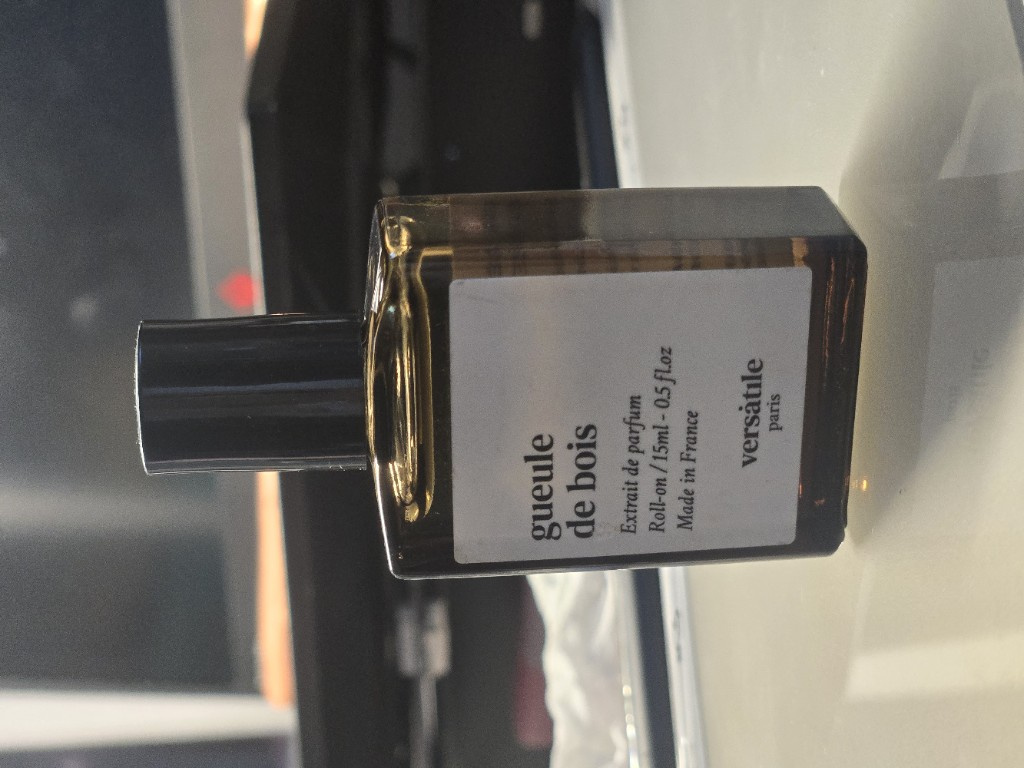 gueule
de bois
Extrait de parfum
Roll-on / 15ml - 0.5 fl.oz
Made in France
versatile
paris